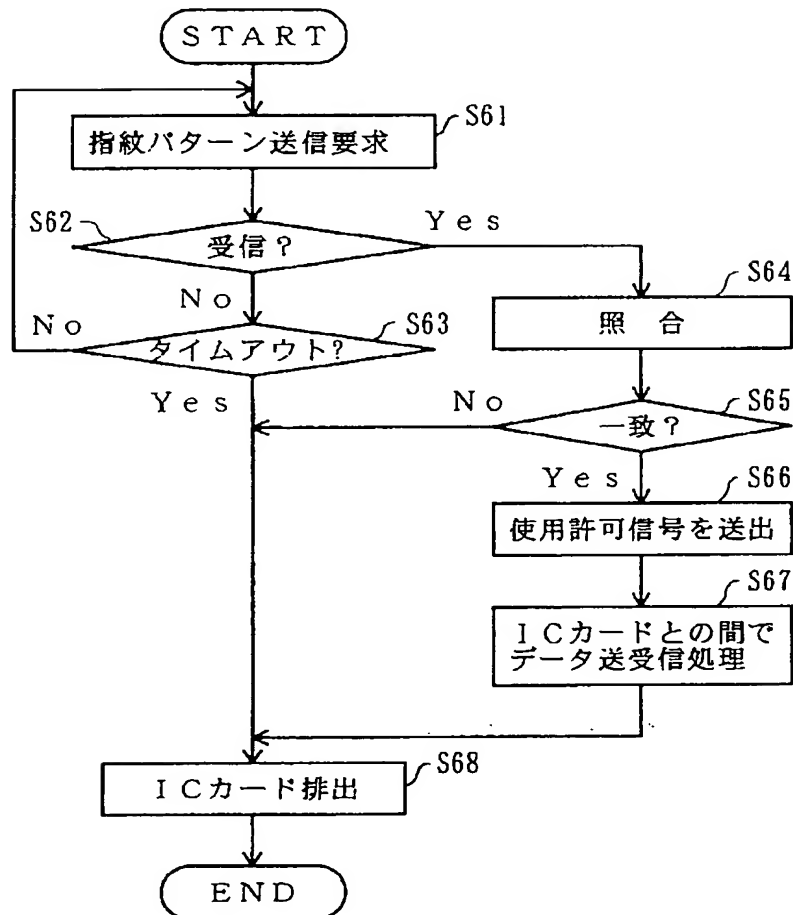 START
S61
指紋パターン送信要求
S62
受信?
Yes
No
S64
照 合
S63
タイムアウト?
No
Yes
S65
一致?
No
Yes
S66
使用許可信号を送出
S67
ICカードとの間で
データ送受信処理
S68
ICカード排出
END